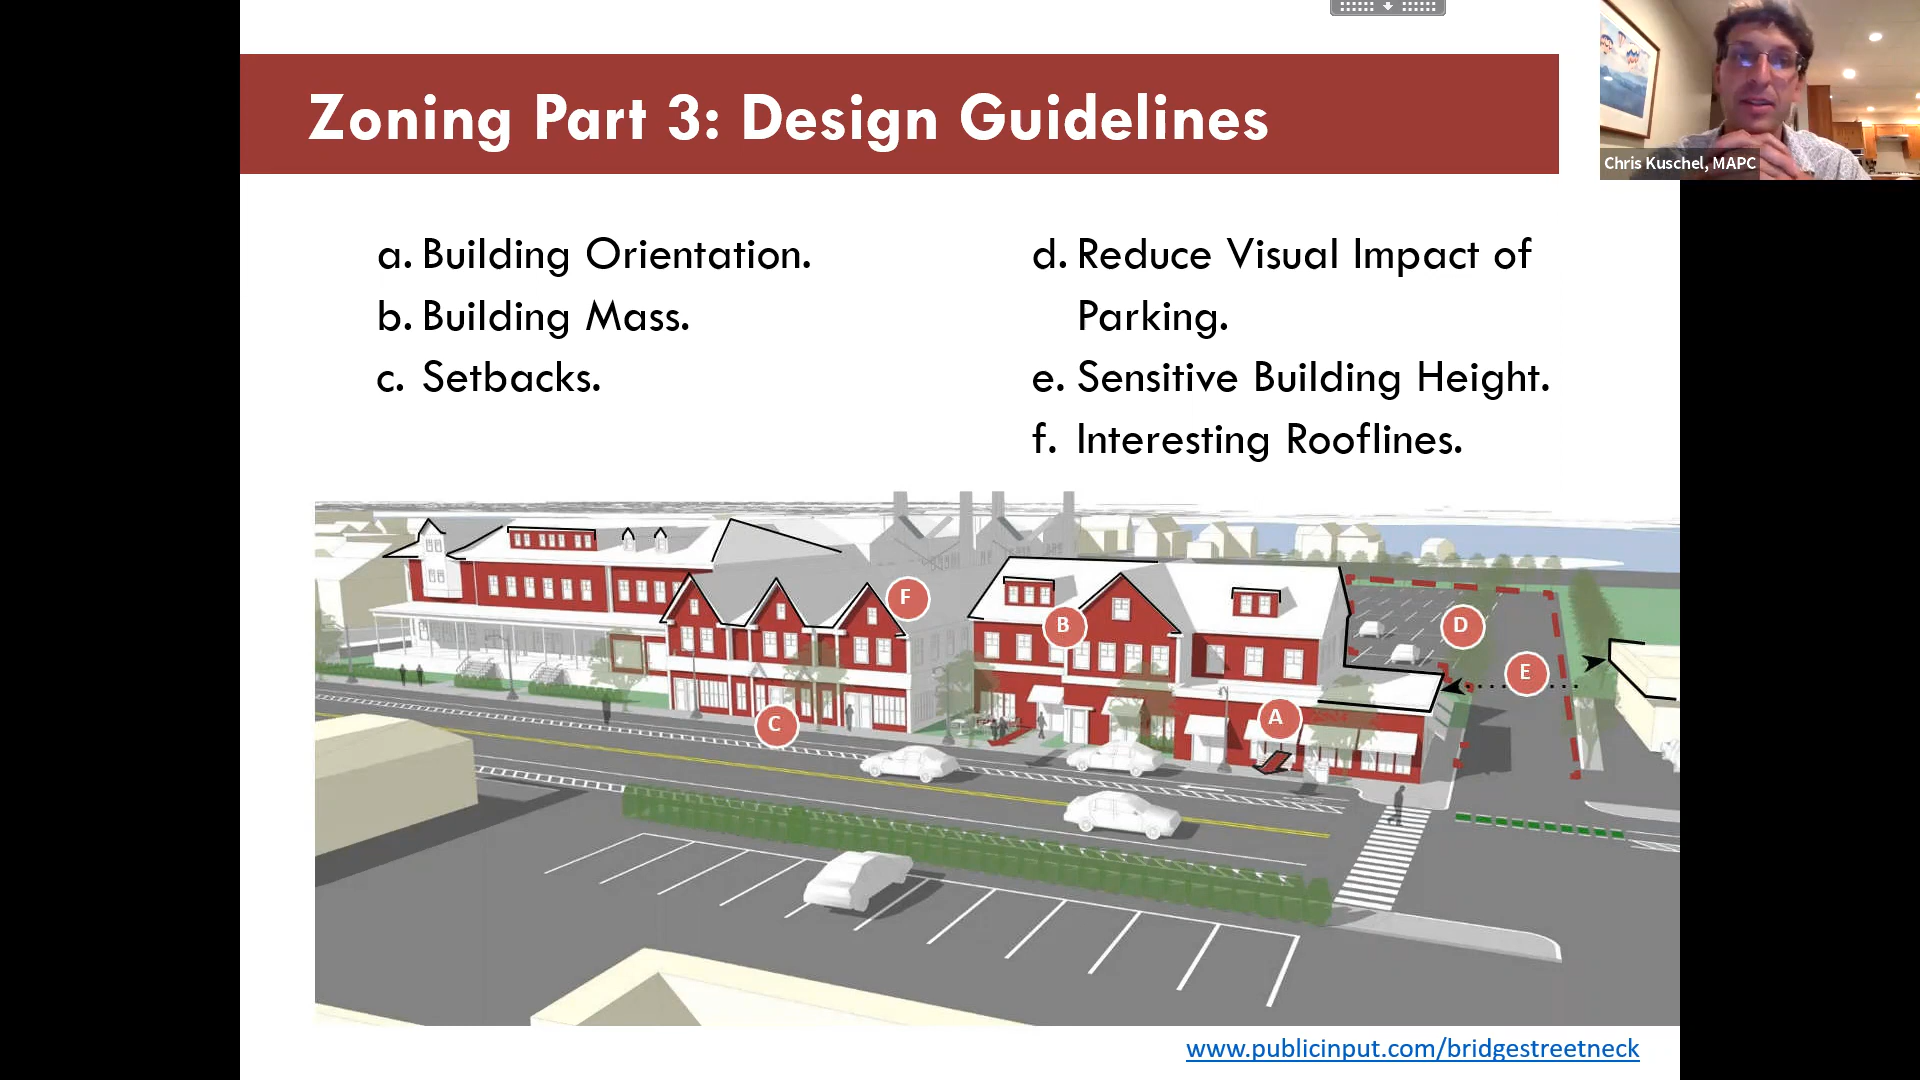 Zoning Part 3: Design Guidelines
Chris Kuschel, MAPC
a. Building Orientation.
b. Building Mass.
c. Setbacks.
d. Reduce Visual Impact of
Parking.
e. Sensitive Building Height.
f. Interesting Rooflines.
F
B
D
E
C
A
www.publicinput.com/bridgestreetneck